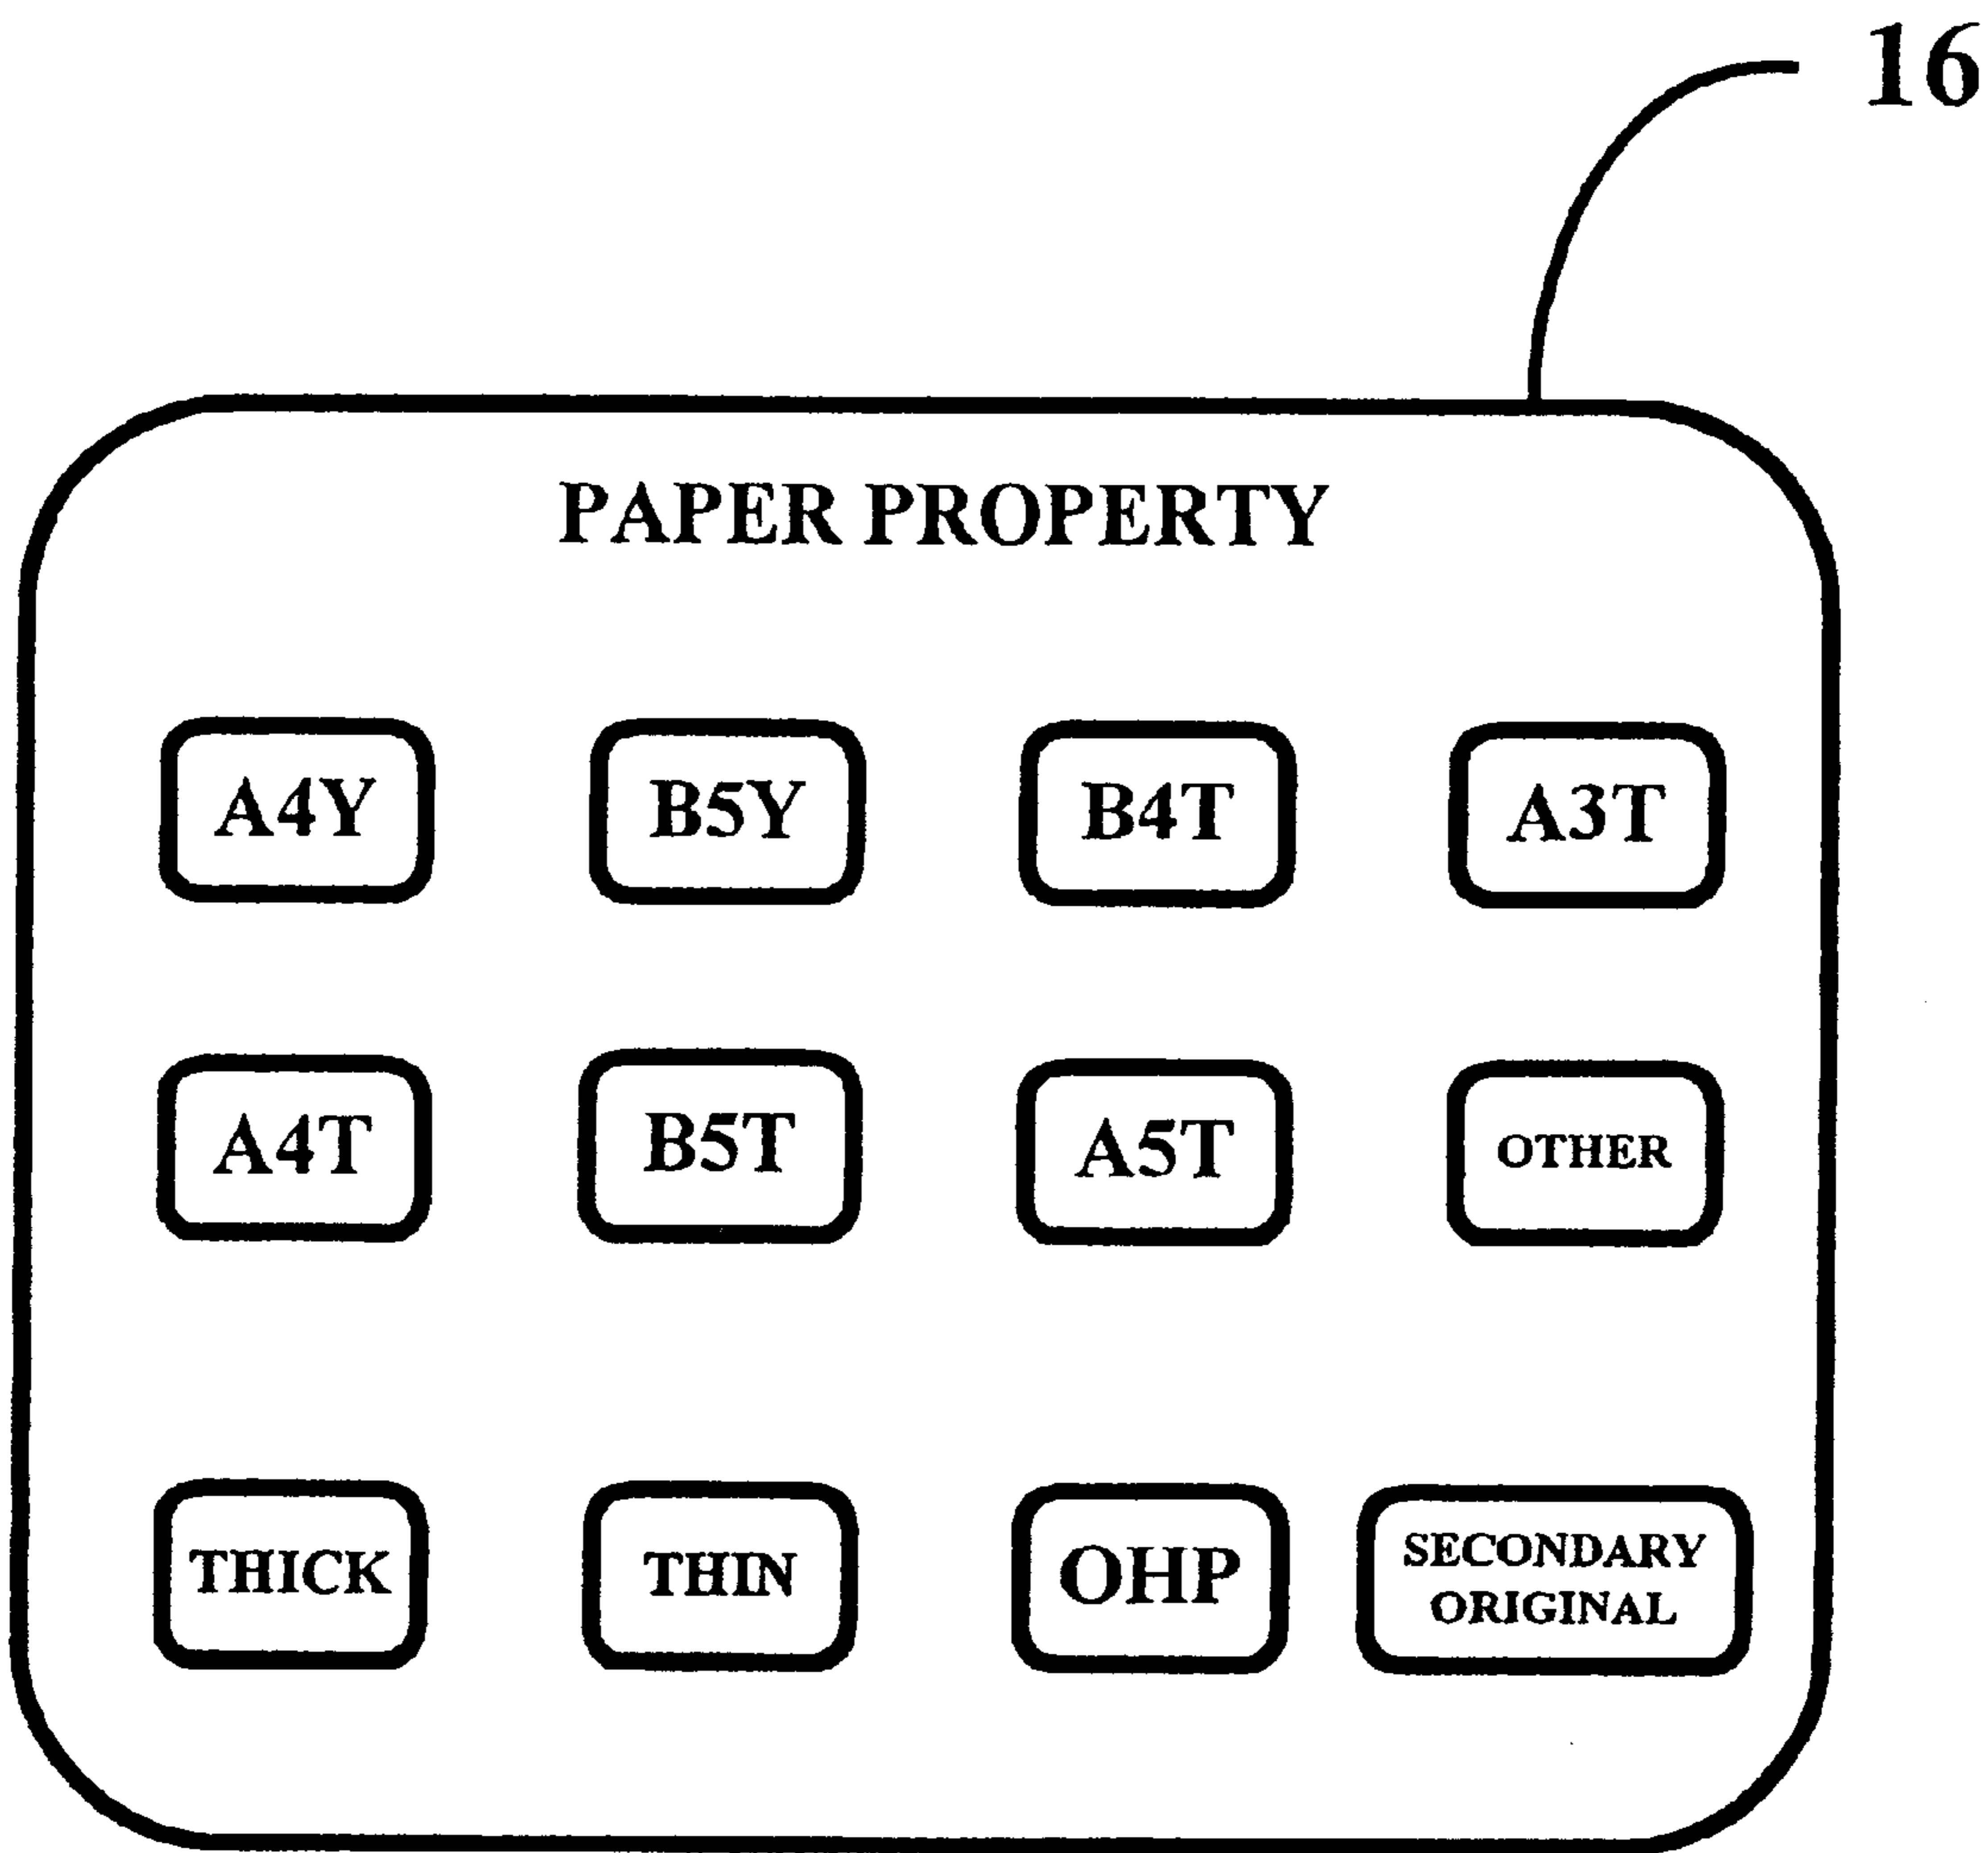 16
PAPER PROPERTY
A4Y
B5Y
B4T
A3T
A4T
B5T
A5T
OTHER
THICK
THIN
OHP
SECONDARY
ORIGINAL